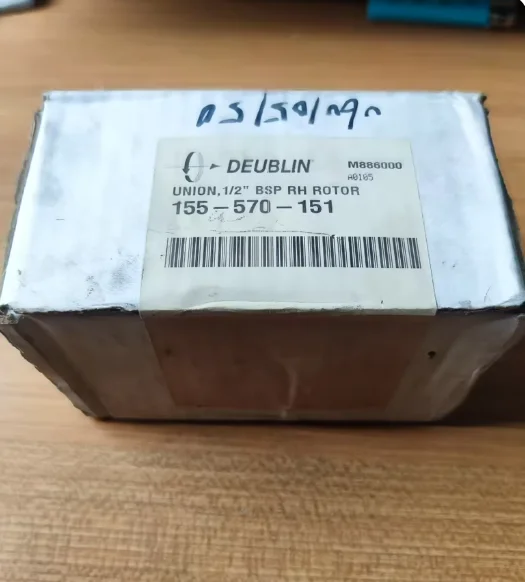 DEUBLIN M886000
A0105
UNION,1/2" BSP RH ROTOR
155-570-151